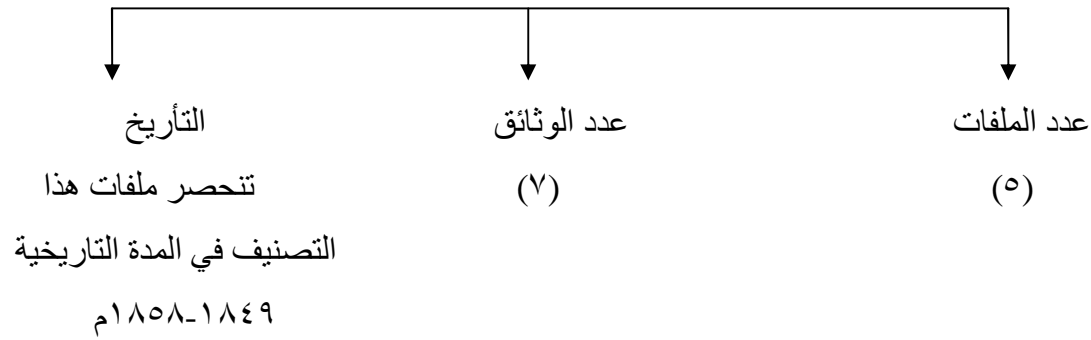 عدد الملفات
(٥)
عدد الوثائق
(٧)
التأريخ
تنحصر ملفات هذا
التصنيف في المدة التاريخية
١٨٤٩-١٨٥٨م